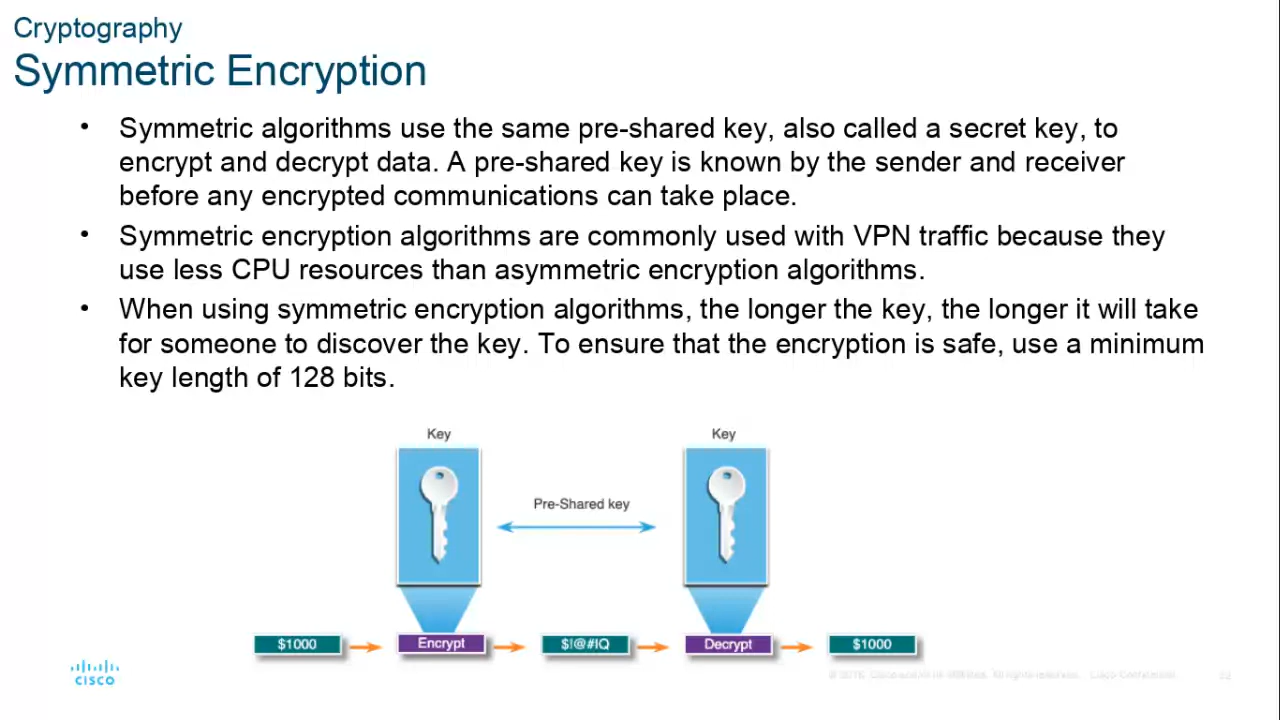 Cryptography
Symmetric Encryption
• Symmetric algorithms use the same pre-shared key, also called a secret key, to
encrypt and decrypt data. A pre-shared key is known by the sender and receiver
before any encrypted communications can take place.
• Symmetric encryption algorithms are commonly used with VPN traffic because they
use less CPU resources than asymmetric encryption algorithms.
• When using symmetric encryption algorithms, the longer the key, the longer it will take
for someone to discover the key. To ensure that the encryption is safe, use a minimum
key length of 128 bits.
Key Key
Pre-Shared key
$1000 Encrypt $!@#IQ Decrypt $1000
CISCO